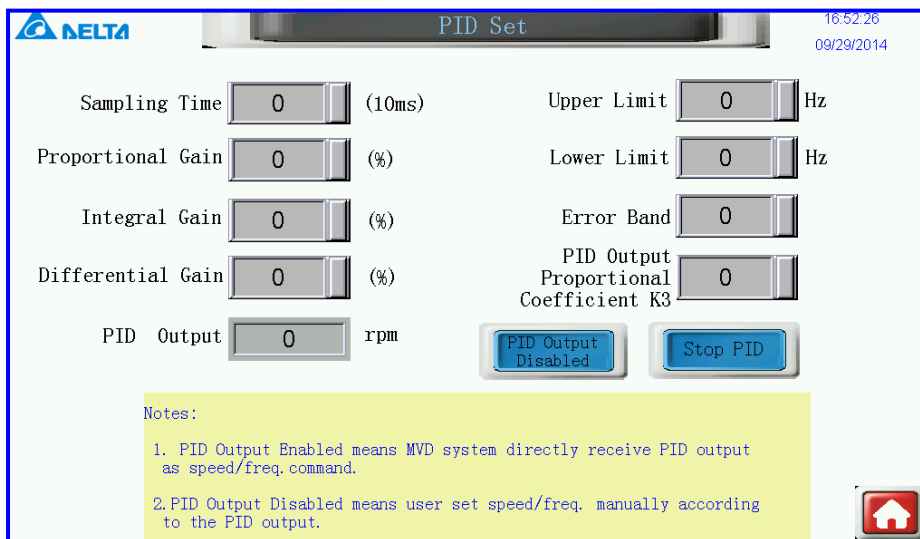 DELTA
PID Set
16:52:26
09/29/2014
Sampling Time 0 (10ms)
Upper Limit 0 Hz
Proportional Gain 0 (%)
Lower Limit 0 Hz
Integral Gain 0 (%)
Error Band 0
Differential Gain 0 (%)
PID Output
Proportional 0
Coefficient K3
PID Output 0 rpm
PID Output
Disabled
Stop PID
Notes:
1. PID Output Enabled means MVD system directly receive PID output
as speed/freq.command.
2.PID Output Disabled means user set speed/freq. manually according
to the PID output.